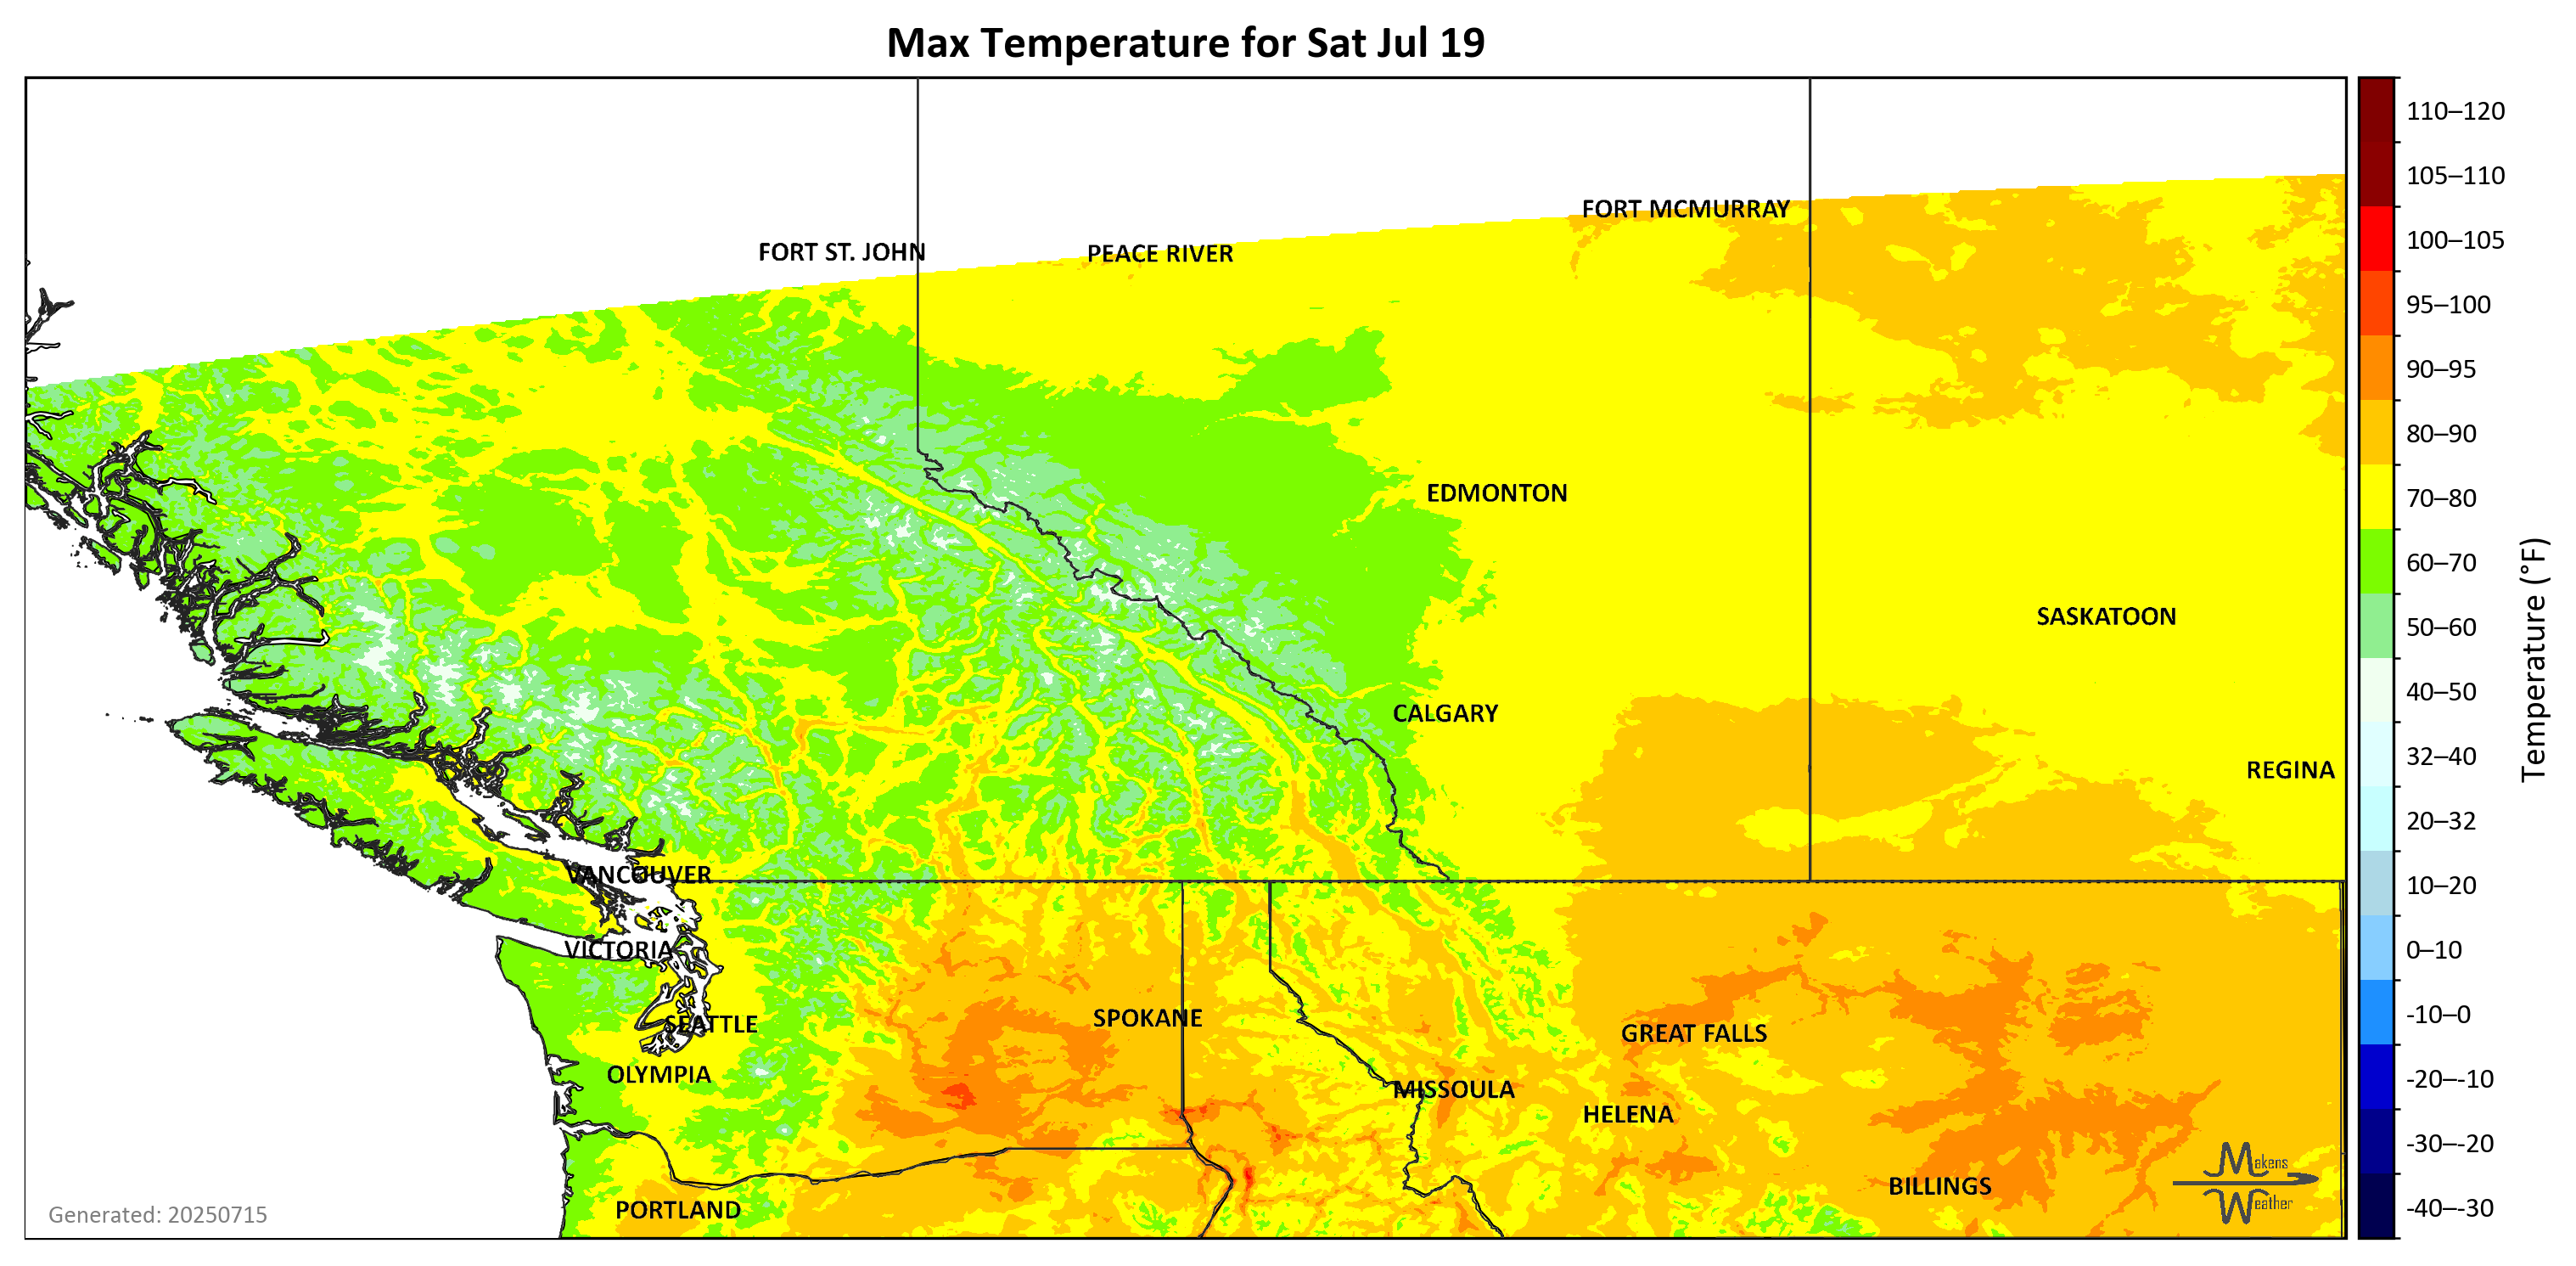 Max Temperature for Sat Jul 19
110–120
105–110
FORT MCMURRAY
100–105
FORT ST. JOHN
PEACE RIVER
95–100
90–95
80–90
EDMONTON
70–80
60–70
SASKATOON
50–60
Temperature (°F)
40–50
CALGARY
32–40
REGINA
20–32
VANCOUVER
10–20
VICTORIA
0–10
SEATTLE
SPOKANE
GREAT FALLS
-10–0
OLYMPIA
MISSOULA
-20–-10
HELENA
-30–-20
Makens
Weather
BILLINGS
PORTLAND
-40–-30
Generated: 20250715